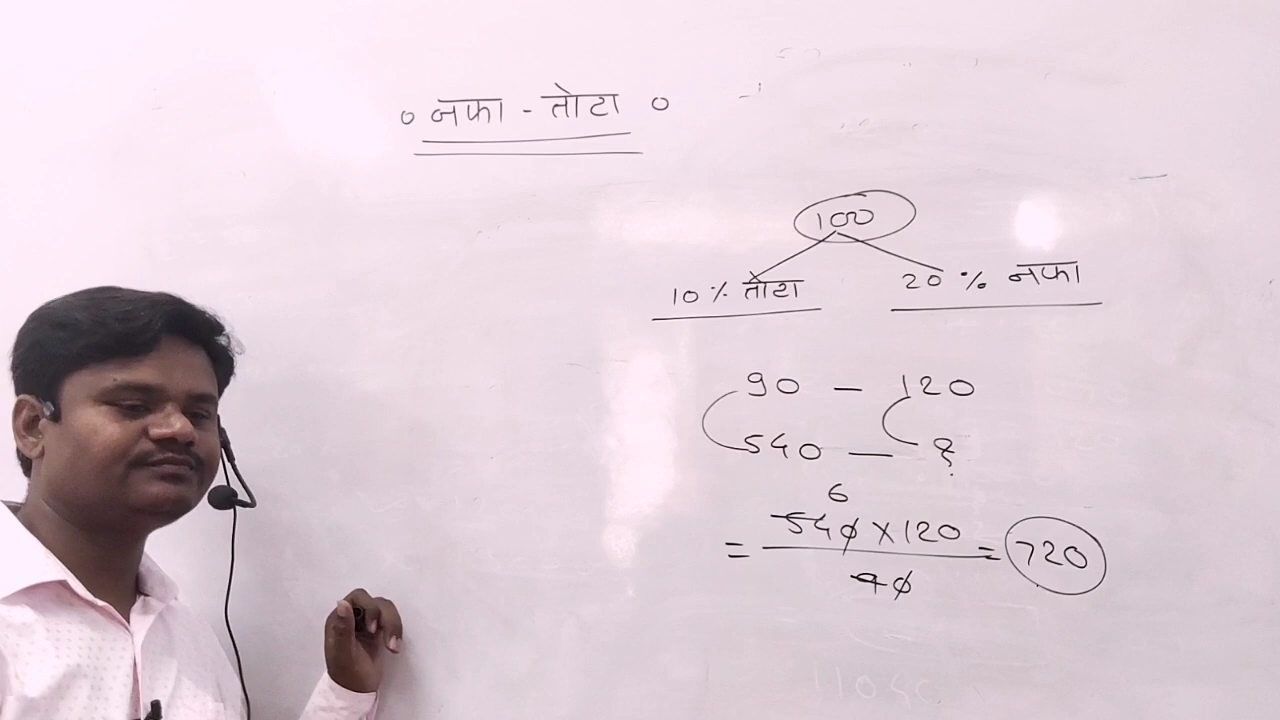 ० नफा - तोटा ०
100
10 % तोटा 20 % नफा
90 - 120
540 - ?
6
= 540 x 120 = 720
90